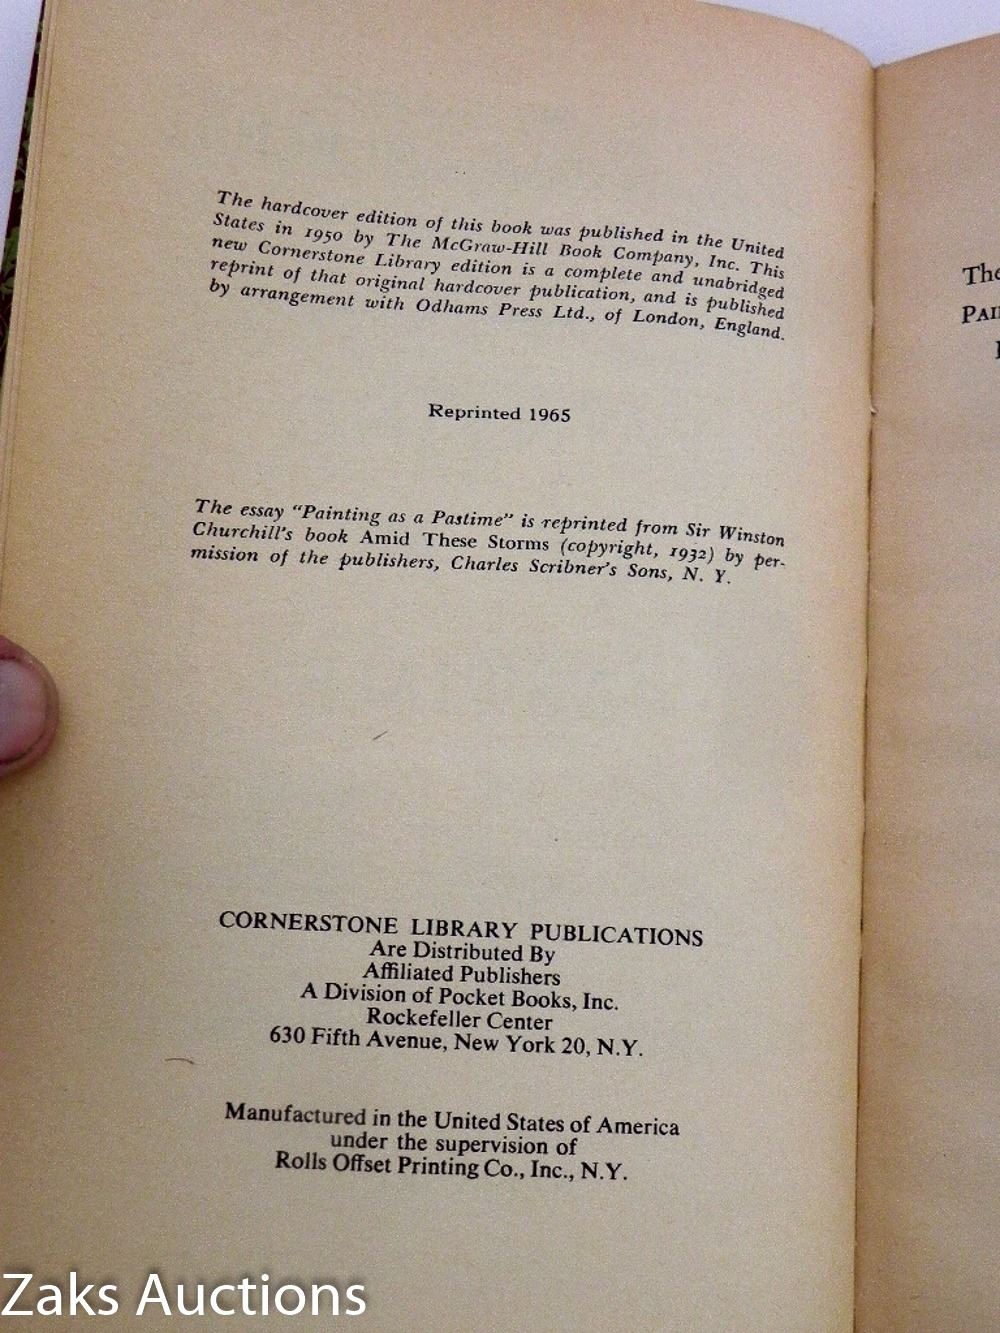 The hardcover edition of this book was published in the United
States in 1950 by The McGraw-Hill Book Company, Inc. This
new Cornerstone Library edition is a complete and unabridged
reprint of that original hardcover publication, and is published
by arrangement with Odhams Press Ltd., of London, England.
Reprinted 1965
The essay "Painting as a Pastime" is reprinted from Sir Winston
Churchill's book Amid These Storms (copyright, 1932) by per-
mission of the publishers, Charles Scribner's Sons, N. Y.
CORNERSTONE LIBRARY PUBLICATIONS
Are Distributed By
Affiliated Publishers
A Division of Pocket Books, Inc.
Rockefeller Center
630 Fifth Avenue, New York 20, N.Y.
Manufactured in the United States of America
under the supervision of
Rolls Offset Printing Co., Inc., N.Y.
Zaks Auctions